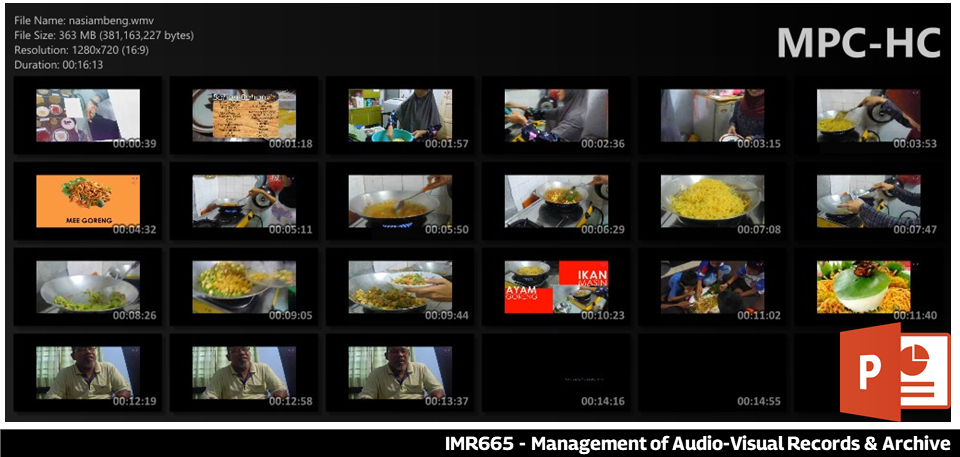 File Name: nasiambeng.wmv
File Size: 363 MB (381,163,227 bytes)
Resolution: 1280x720 (16:9)
Duration: 00:16:13
MPC-HC
00:00:39
00:01:18
00:01:57
00:02:36
00:03:15
00:03:53
MEE GORENG
00:04:32
00:05:11
00:05:50
00:06:29
00:07:08
00:07:47
00:08:26
00:09:05
00:09:44
IKAN
MASIN
AYAM
GORENG
00:10:23
00:11:02
00:11:40
00:12:19
00:12:58
00:13:37
00:14:16
00:14:55
P
IMR665 - Management of Audio-Visual Records & Archive